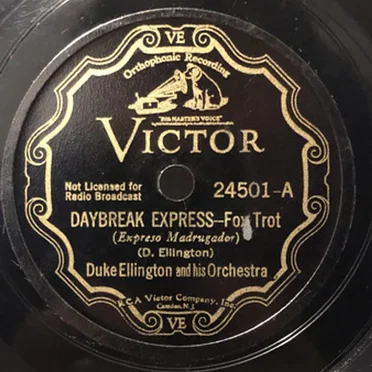 VE
Orthophonic Recording
"HIS MASTER'S VOICE"
VICTOR
Not Licensed for
Radio Broadcast
24501-A
DAYBREAK EXPRESS—Fox Trot
(Expreso Madrugador)
(D. Ellington)
Duke Ellington and his Orchestra
RCA Victor Company, Inc.
Camden, N.J.
VE